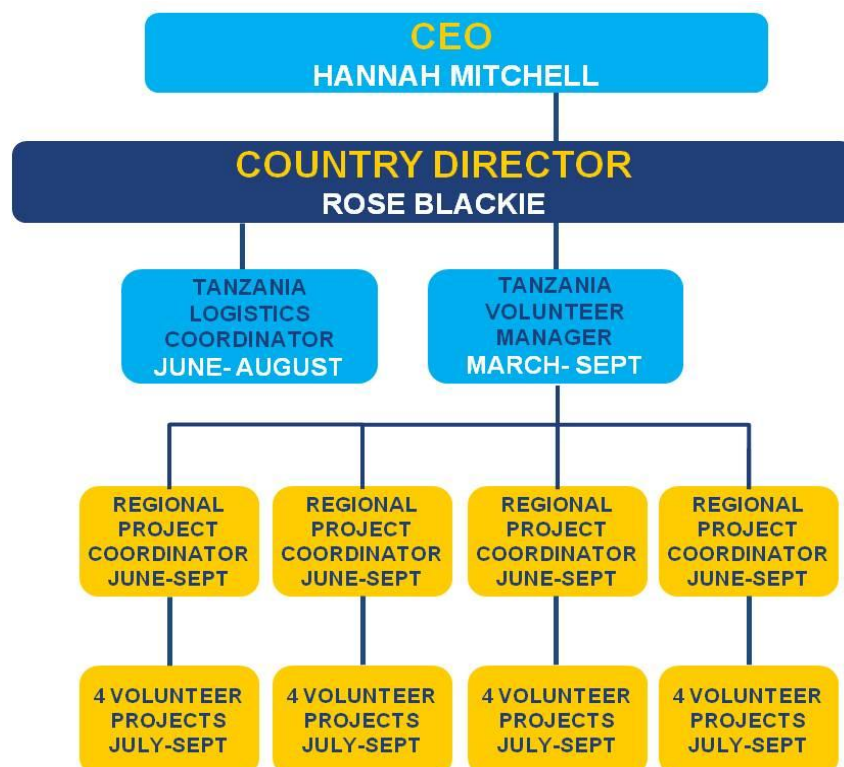 CEO
HANNAH MITCHELL
COUNTRY DIRECTOR
ROSE BLACKIE
TANZANIA
LOGISTICS
COORDINATOR
JUNE- AUGUST
TANZANIA
VOLUNTEER
MANAGER
MARCH- SEPT
REGIONAL
PROJECT
COORDINATOR
JUNE-SEPT
REGIONAL
PROJECT
COORDINATOR
JUNE-SEPT
REGIONAL
PROJECT
COORDINATOR
JUNE-SEPT
REGIONAL
PROJECT
COORDINATOR
JUNE-SEPT
4 VOLUNTEER
PROJECTS
JULY-SEPT
4 VOLUNTEER
PROJECTS
JULY-SEPT
4 VOLUNTEER
PROJECTS
JULY-SEPT
4 VOLUNTEER
PROJECTS
JULY-SEPT